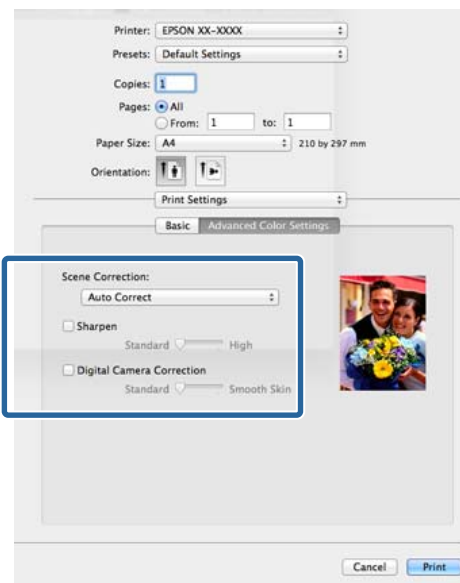 Printer: EPSON XX-XXXX
Presets: Default Settings
Copies: 1
Pages: All
From: 1 to: 1
Paper Size: A4 210 by 297 mm
Orientation:
Print Settings
Basic Advanced Color Settings
Scene Correction:
Auto Correct
Sharpen
Standard High
Digital Camera Correction
Standard Smooth Skin
Cancel Print